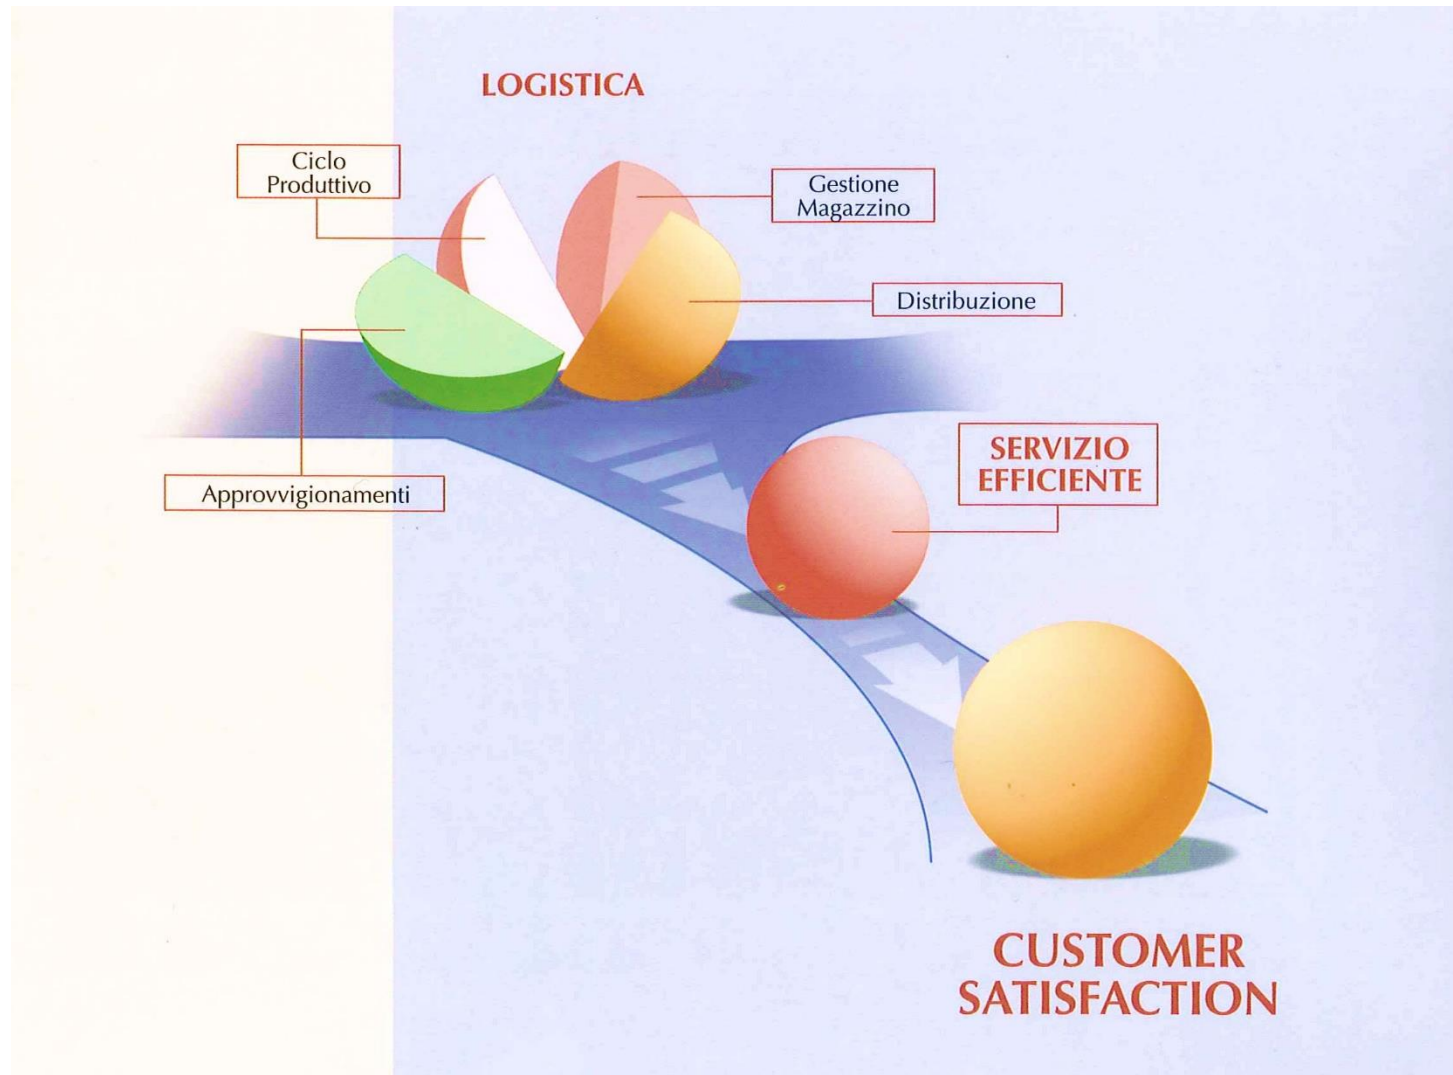 LOGISTICA
Ciclo
Produttivo
Gestione
Magazzino
Distribuzione
SERVIZIO
EFFICIENTE
Approvvigionamenti
CUSTOMER
SATISFACTION